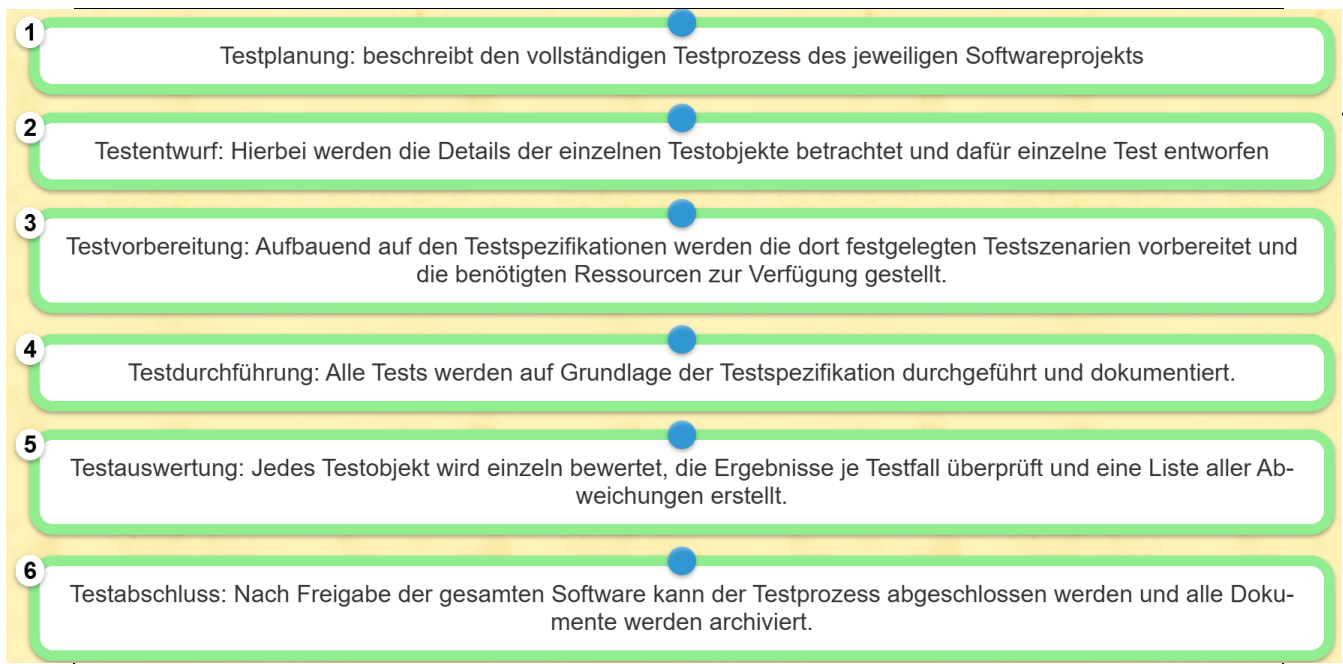 1
Testplanung: beschreibt den vollständigen Testprozess des jeweiligen Softwareprojekts
2
Testentwurf: Hierbei werden die Details der einzelnen Testobjekte betrachtet und dafür einzelne Test entworfen
3
Testvorbereitung: Aufbauend auf den Testspezifikationen werden die dort festgelegten Testszenarien vorbereitet und
die benötigten Ressourcen zur Verfügung gestellt.
4
Testdurchführung: Alle Tests werden auf Grundlage der Testspezifikation durchgeführt und dokumentiert.
5
Testauswertung: Jedes Testobjekt wird einzeln bewertet, die Ergebnisse je Testfall überprüft und eine Liste aller Ab-
weichungen erstellt.
6
Testabschluss: Nach Freigabe der gesamten Software kann der Testprozess abgeschlossen werden und alle Doku-
mente werden archiviert.